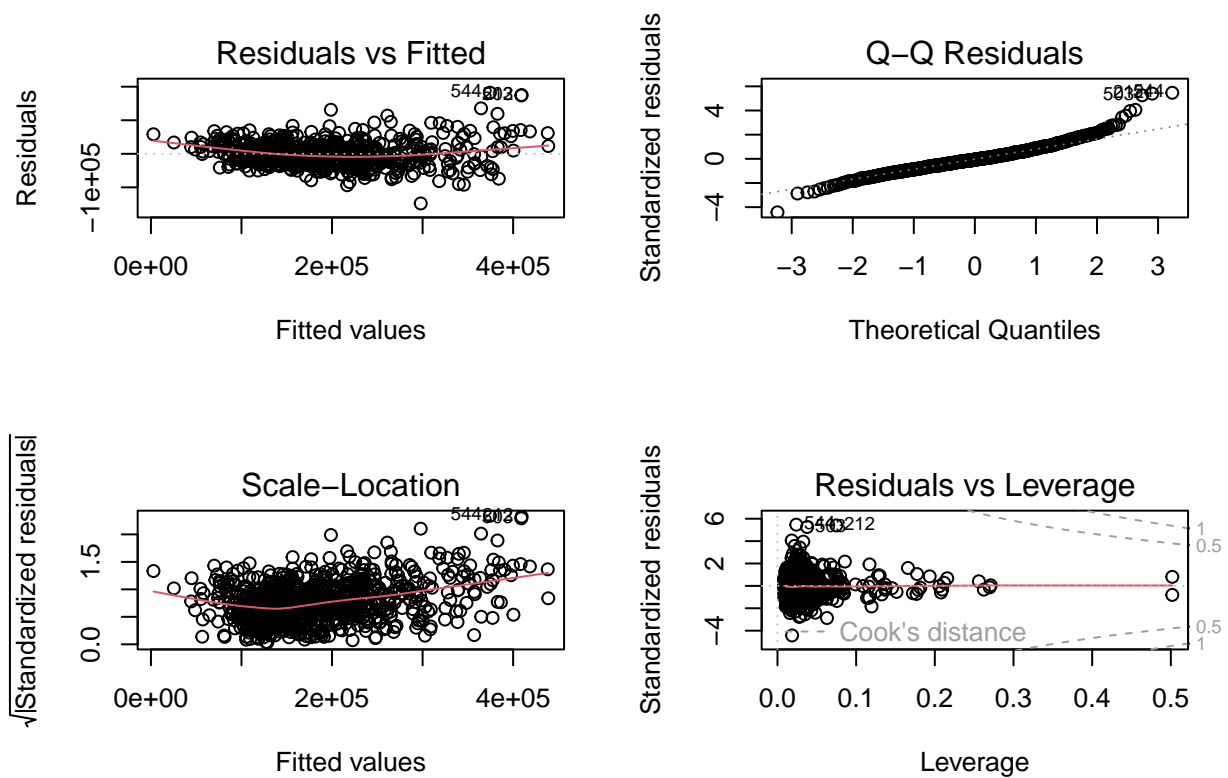 Residuals vs Fitted
Residuals
−1e+05
0e+00 2e+05 4e+05
Fitted values
544
Q−Q Residuals
Standardized residuals
−4 0 4
−3 −2 −1 0 1 2 3
Theoretical Quantiles
Scale−Location
√|Standardized residuals|
0.0 1.5
0e+00 2e+05 4e+05
Fitted values
544
Residuals vs Leverage
Standardized residuals
−4 2 6
212
1
0.5
Cook's distance
0.5
1
0.0 0.1 0.2 0.3 0.4 0.5
Leverage